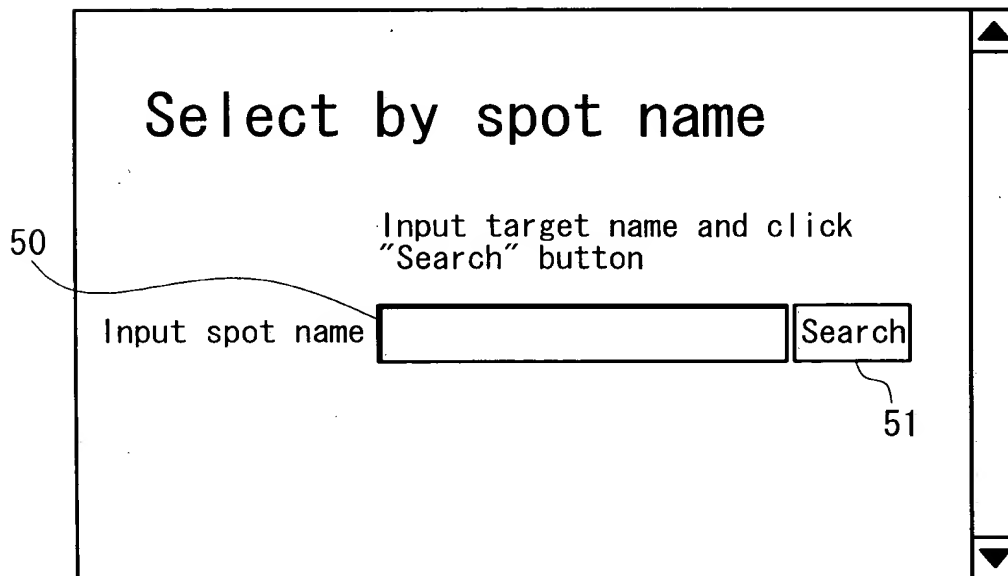 Select by spot name
Input target name and click
"Search" button
50
Input spot name
Search
51